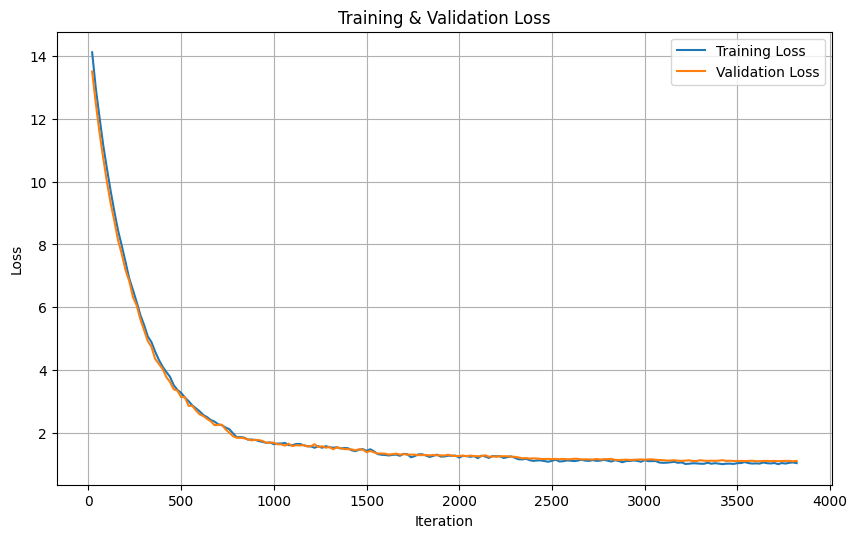 Training & Validation Loss
Training Loss
Validation Loss
14
12
10
8
6
4
2
Loss
0 500 1000 1500 2000 2500 3000 3500 4000
Iteration